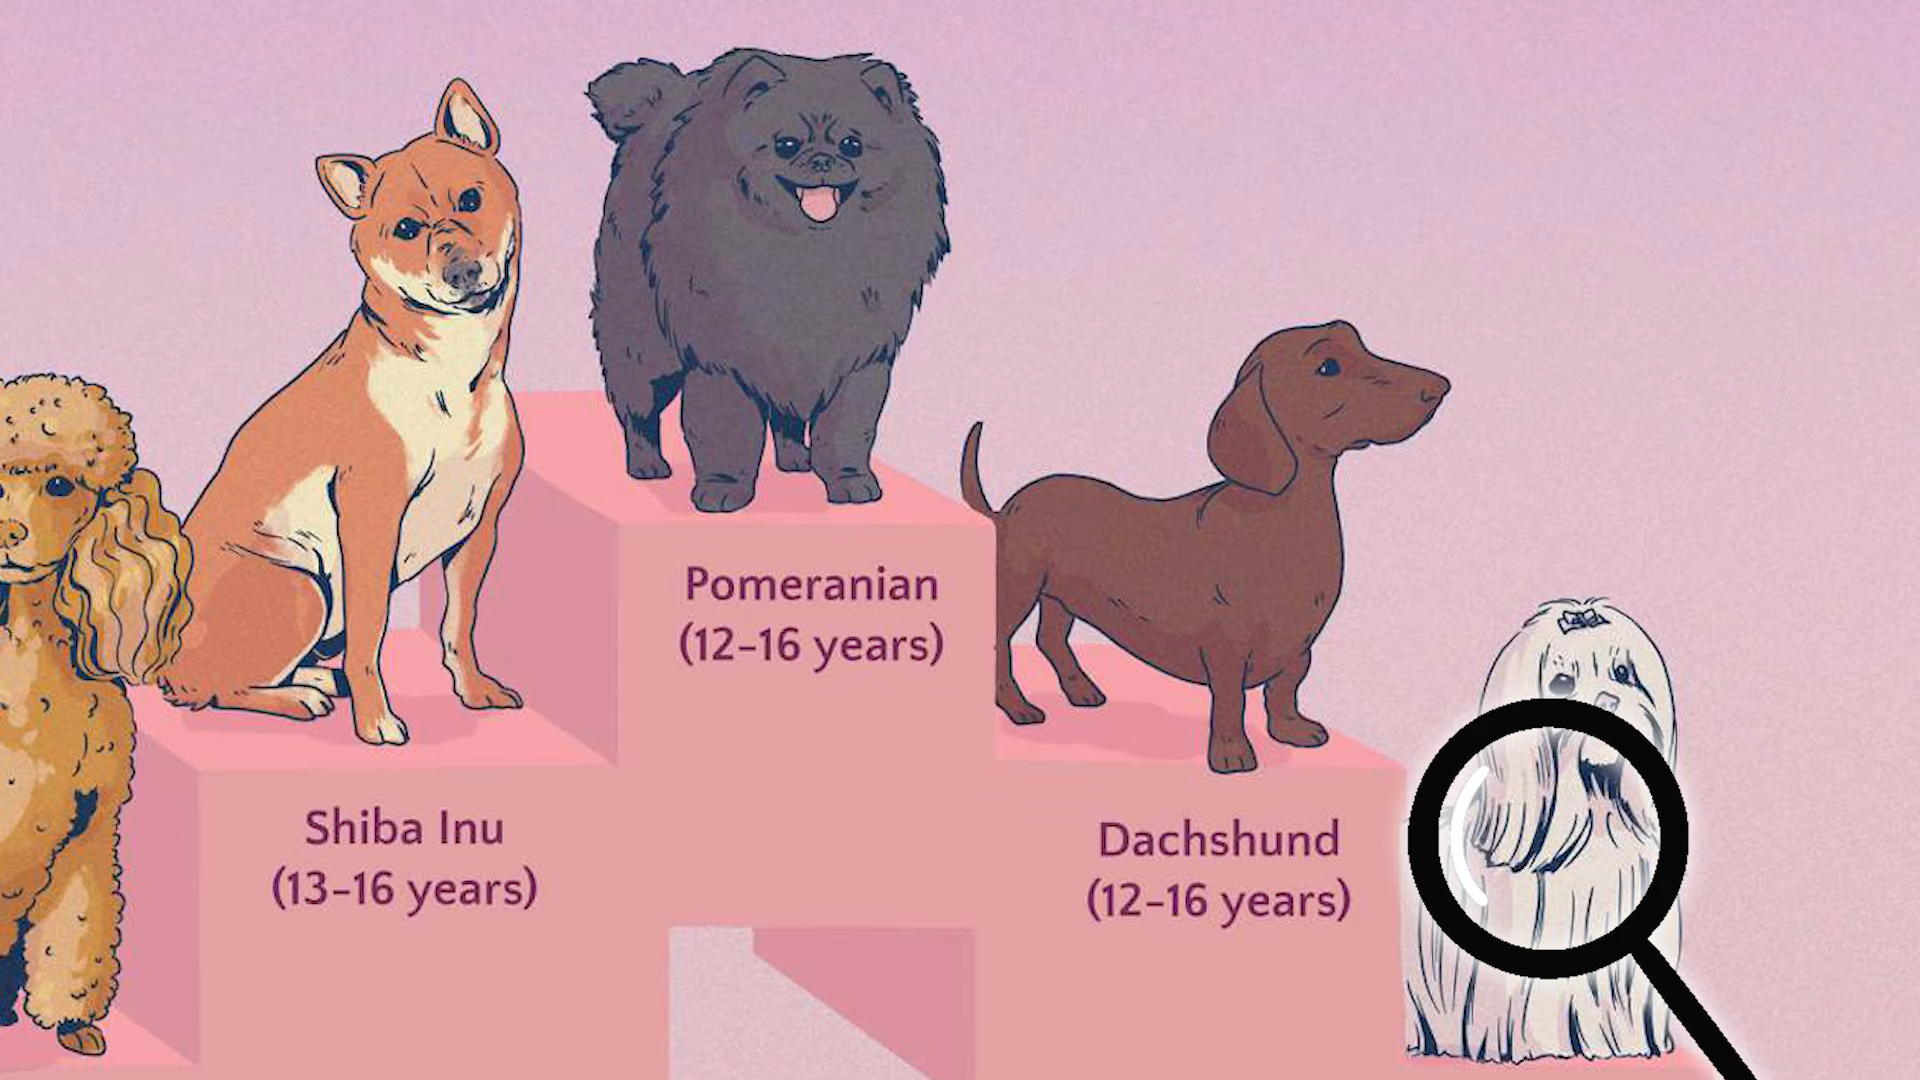 Pomeranian
(12-16 years)
Shiba Inu
(13-16 years)
Dachshund
(12-16 years)